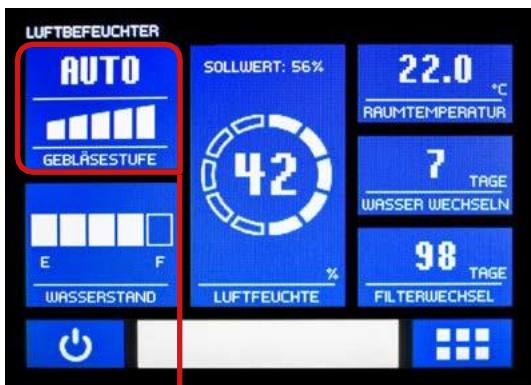 LUFTBEFEUCHTER
AUTO
GEBLÄSESTUFE
E F
WASSERSTAND
SOLLWERT: 56%
42
%
LUFTFEUCHTE
22.0 °C
RAUMTEMPERATUR
7 TAGE
WASSER WECHSELN
98 TAGE
FILTERWECHSEL